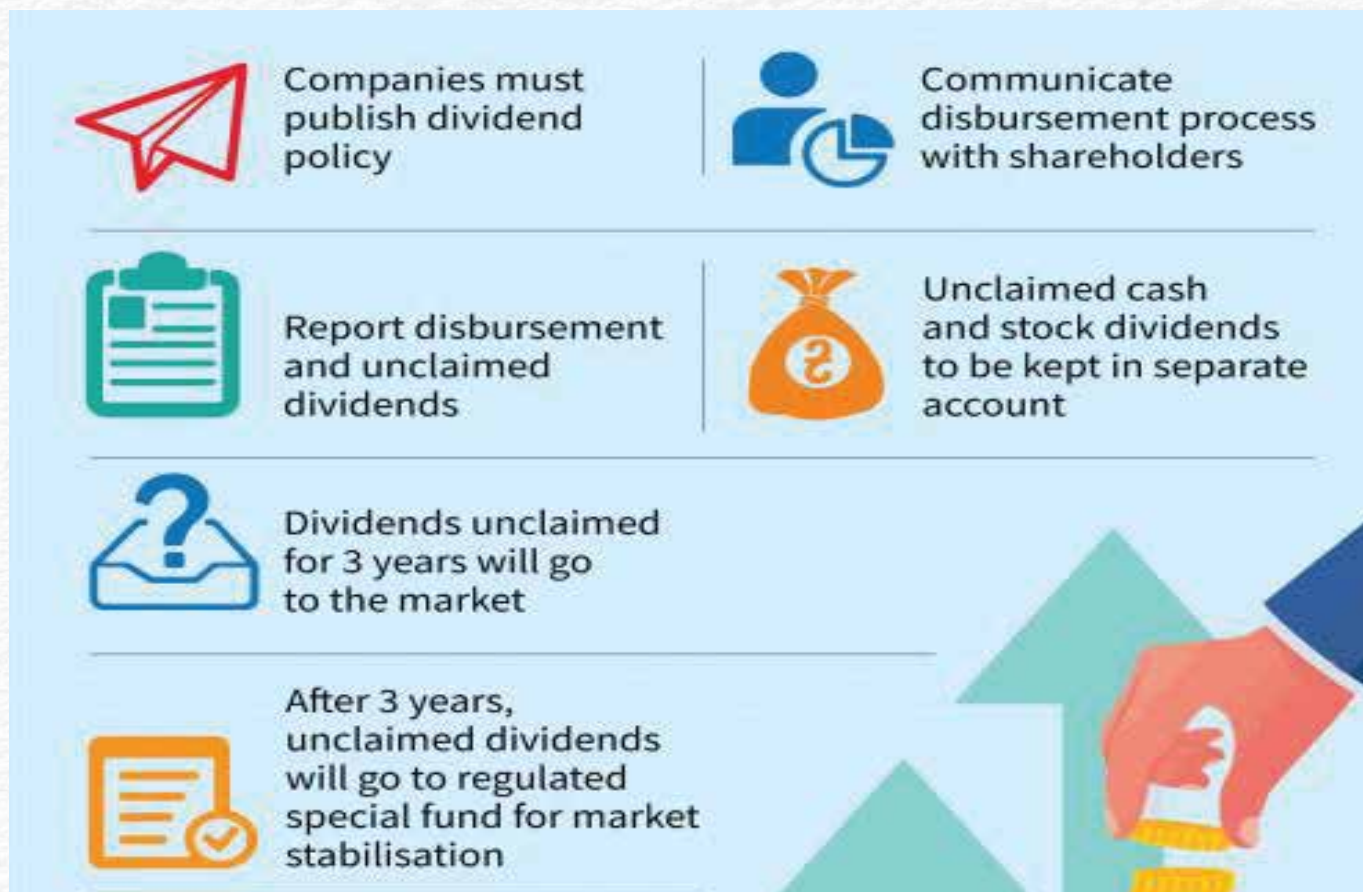 Companies must
publish dividend
policy
Communicate
disbursement process
with shareholders
Report disbursement
and unclaimed
dividends
Unclaimed cash
and stock dividends
to be kept in separate
account
Dividends unclaimed
for 3 years will go
to the market
After 3 years,
unclaimed dividends
will go to regulated
special fund for market
stabilisation